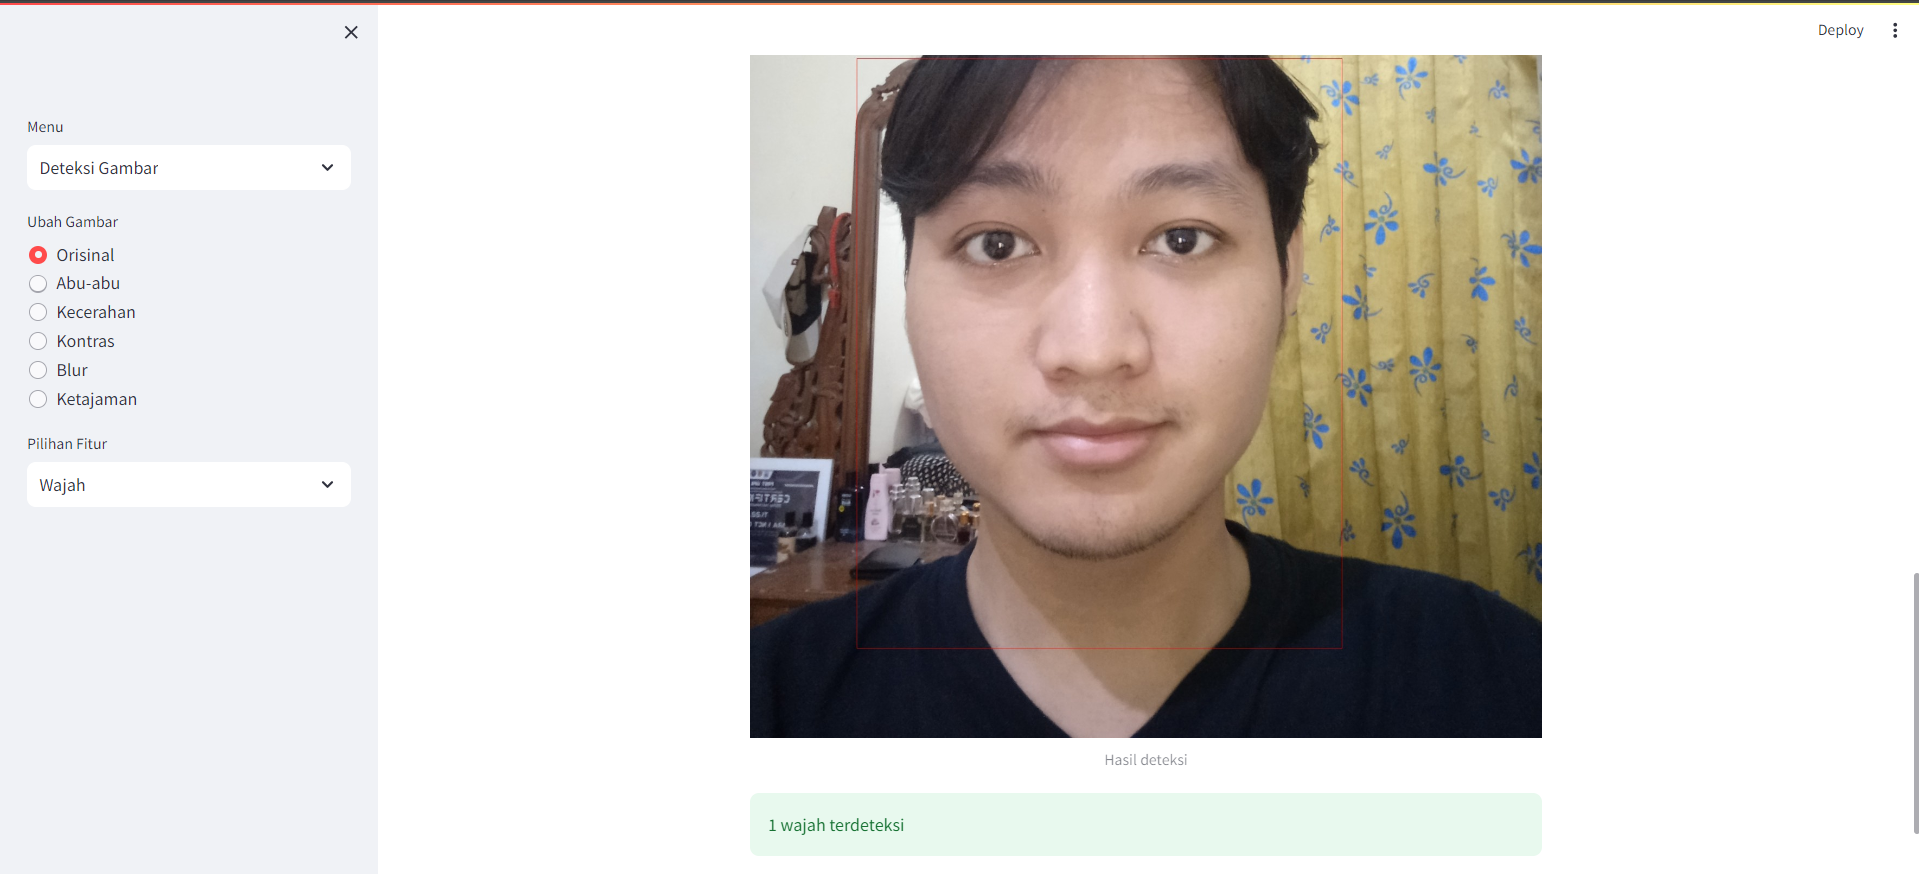 Deploy
Menu
Deteksi Gambar
Ubah Gambar
Orisinal
Abu-abu
Kecerahan
Kontras
Blur
Ketajaman
Pilihan Fitur
Wajah
Hasil deteksi
1 wajah terdeteksi